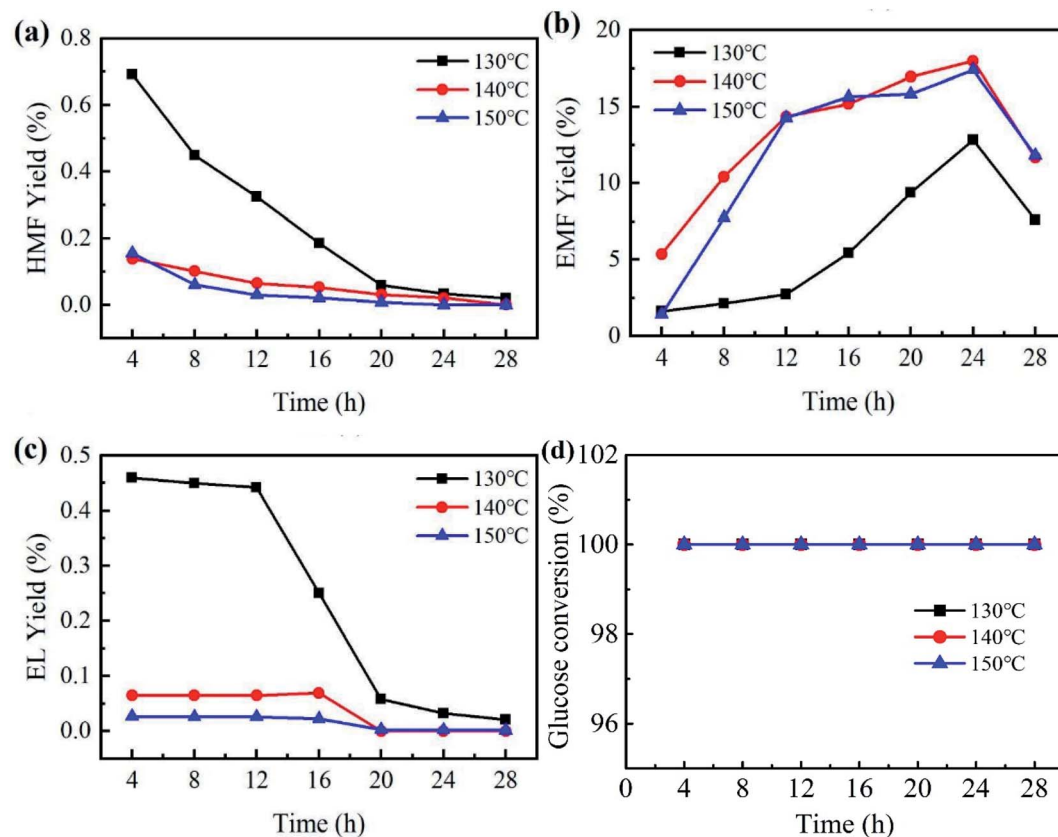 (a)
HMF Yield (%)
0.8
0.6
0.4
0.2
0.0
130℃
140℃
150℃
4 8 12 16 20 24 28
Time (h)
(b)
EMF Yield (%)
20
15
10
5
0
130℃
140℃
150℃
4 8 12 16 20 24 28
Time (h)
(c)
EL Yield (%)
0.5
0.4
0.3
0.2
0.1
0.0
130℃
140℃
150℃
4 8 12 16 20 24 28
Time (h)
(d)
Glucose conversion (%)
102
100
98
96
130℃
140℃
150℃
0 4 8 12 16 20 24 28
Time (h)